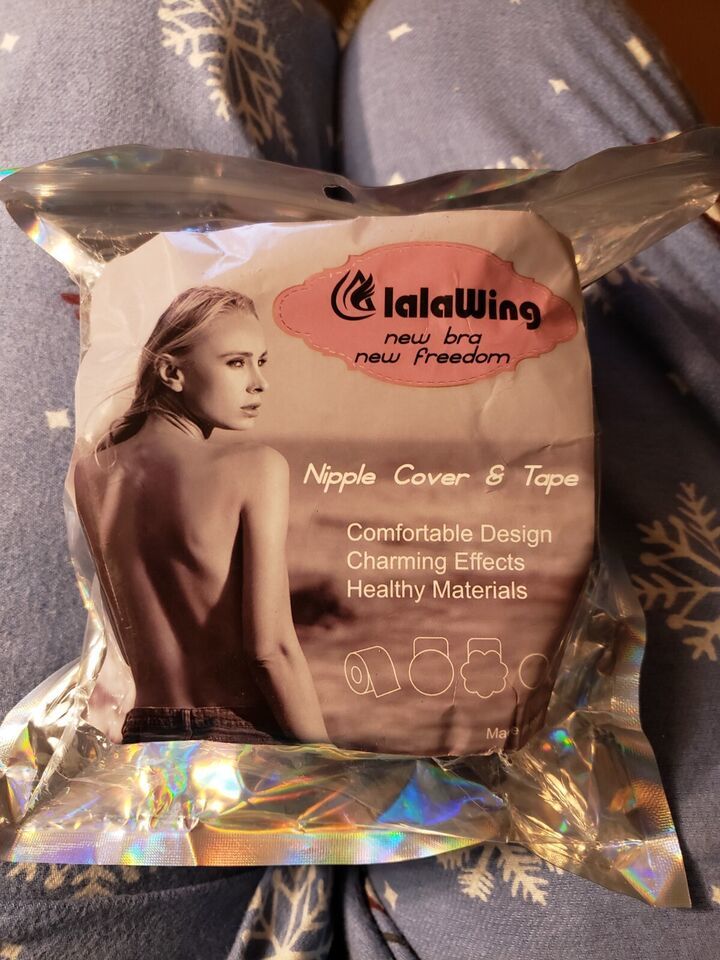 lalaWing
new bra
new freedom
Nipple Cover & Tape
Comfortable Design
Charming Effects
Healthy Materials